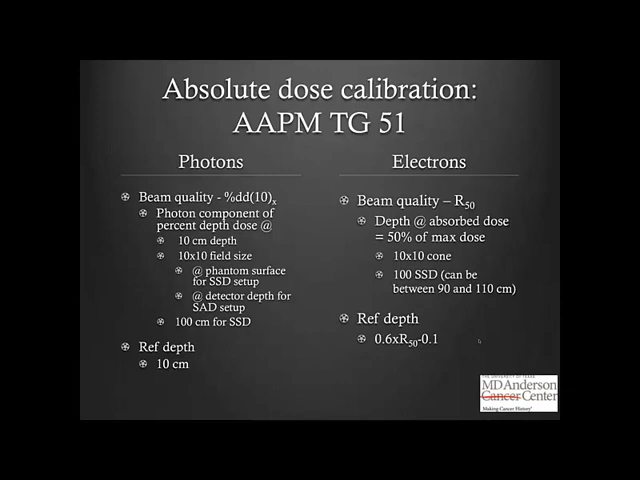 Absolute dose calibration:
AAPM TG 51
Photons
Beam quality - %dd(10)x
Photon component of
percent depth dose @
10 cm depth
10x10 field size
@ phantom surface
for SSD setup
@ detector depth for
SAD setup
100 cm for SSD
Ref depth
10 cm
Electrons
Beam quality – R50
Depth @ absorbed dose
= 50% of max dose
10x10 cone
100 SSD (can be
between 90 and 110 cm)
Ref depth
0.6xR50-0.1
THE UNIVERSITY OF TEXAS
MD Anderson
Cancer Center
Making Cancer History®